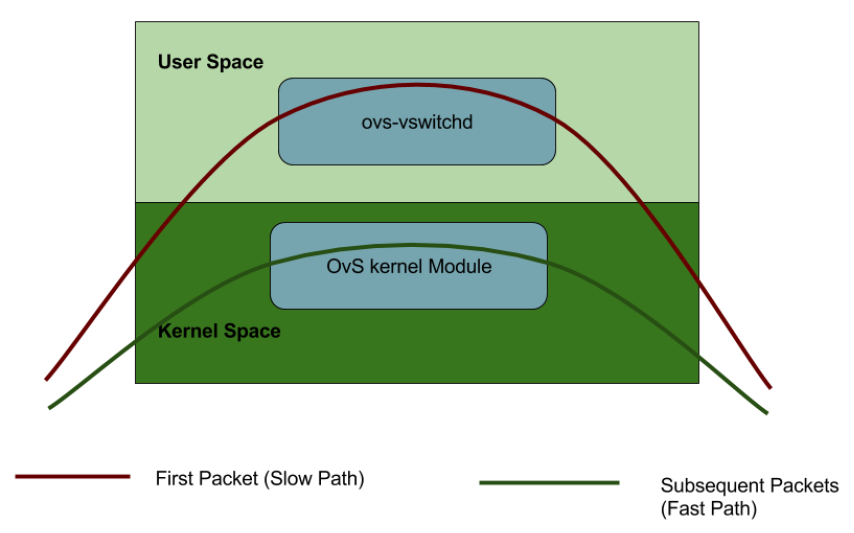 User Space
ovs-vswitchd
OvS kernel Module
Kernel Space
First Packet (Slow Path)
Subsequent Packets
(Fast Path)